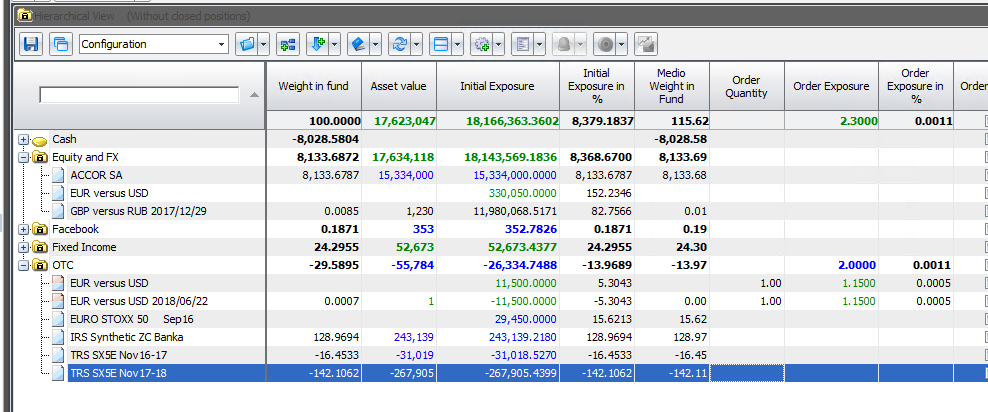 Hierarchical View (Without closed positions)
Configuration
Weight in fund Asset value Initial Exposure Initial Exposure in % Medio Weight in Fund Order Quantity Order Exposure Order Exposure in % Order
100.0000 17,623,047 18,166,363.3602 8,379.1837 115.62 2.3000 0.0011
Cash -8,028.5804 -8,028.58
Equity and FX 8,133.6872 17,634,118 18,143,569.1836 8,368.6700 8,133.69
ACCOR SA 8,133.6787 15,334,000 15,334,000.0000 8,133.6787 8,133.68
EUR versus USD 330,050.0000 152.2346
GBP versus RUB 2017/12/29 0.0085 1,230 11,980,068.5171 82.7566 0.01
Facebook 0.1871 353 352.7826 0.1871 0.19
Fixed Income 24.2955 52,673 52,673.4377 24.2955 24.30
OTC -29.5895 -55,784 -26,334.7488 -13.9689 -13.97 2.0000 0.0011
EUR versus USD 11,500.0000 5.3043 1.00 1.1500 0.0005
EUR versus USD 2018/06/22 0.0007 1 -11,500.0000 -5.3043 0.00 1.00 1.1500 0.0005
EURO STOXX 50 Sep16 29,450.0000 15.6213 15.62
IRS Synthetic ZC Banka 128.9694 243,139 243,139.2180 128.9694 128.97
TRS SX5E Nov16-17 -16.4533 -31,019 -31,018.5270 -16.4533 -16.45
TRS SX5E Nov17-18 -142.1062 -267,905 -267,905.4399 -142.1062 -142.11